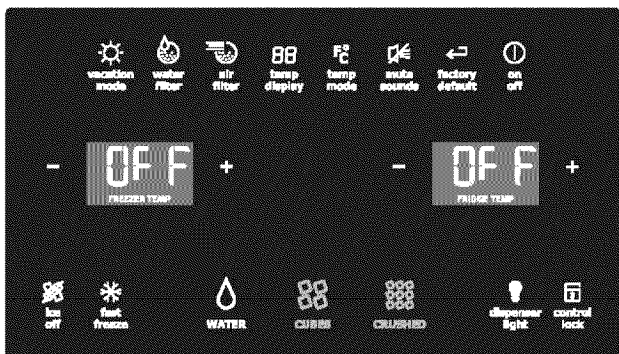 88 F°C
vacation water air temp temp mute factory on
mode filter filter display mode sounds default off
- OFF + - OFF +
FREEZER TEMP FRIDGE TEMP
ice fast WATER CUBES CRUSHED dispenser control
off freeze light lock